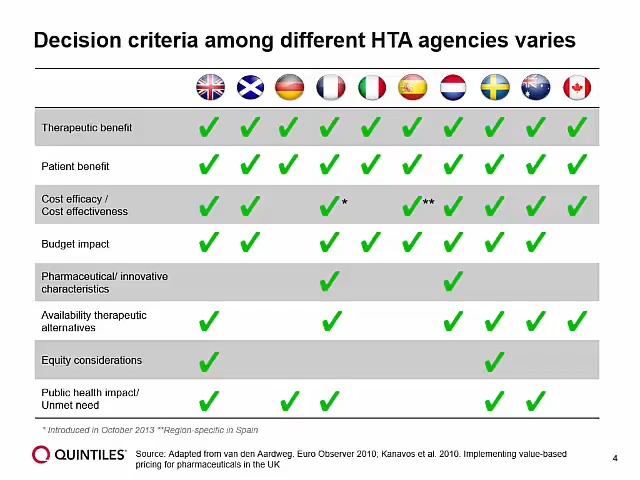 Decision criteria among different HTA agencies varies
Therapeutic benefit
Patient benefit
Cost efficacy /
Cost effectiveness
*
**
Budget impact
Pharmaceutical/ innovative
characteristics
Availability therapeutic
alternatives
Equity considerations
Public health impact/
Unmet need
* Introduced in October 2013 **Region-specific in Spain
QUINTILES
Source: Adapted from van den Aardweg. Euro Observer 2010; Kanavos et al. 2010. Implementing value-based
pricing for pharmaceuticals in the UK
4